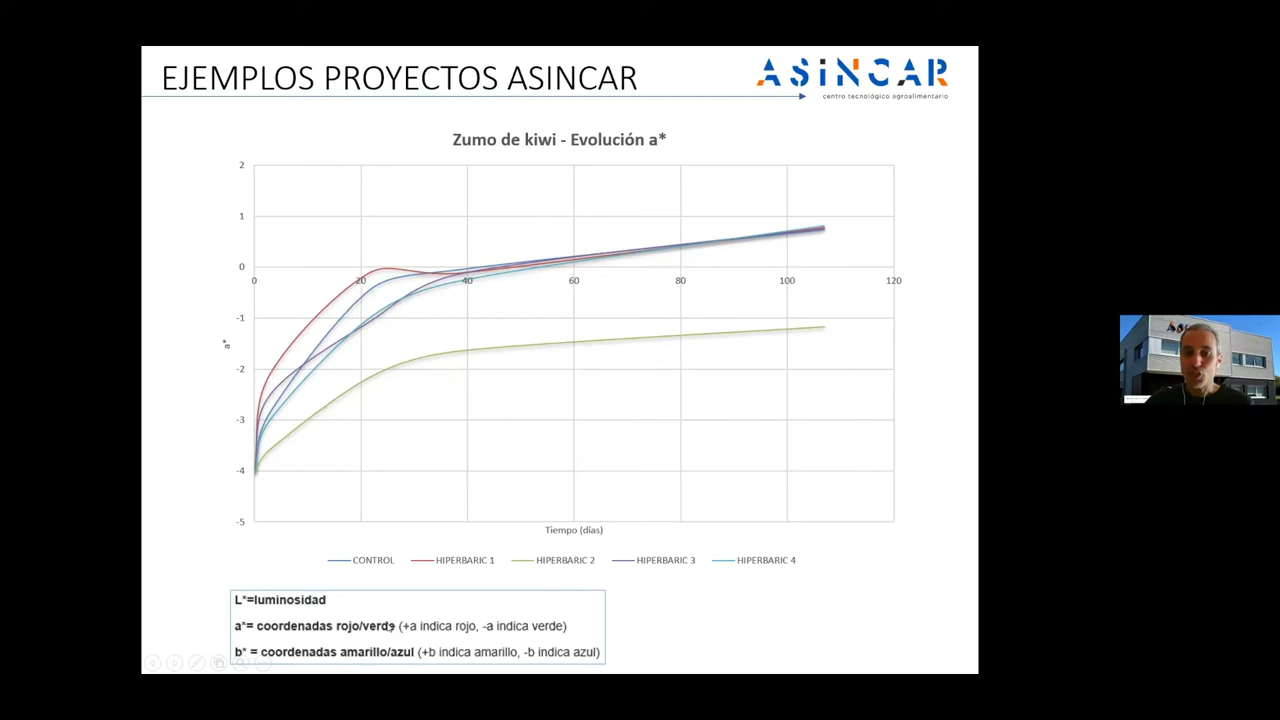 EJEMPLOS PROYECTOS ASINCAR
ASINCAR
centro tecnológico agroalimentario
Zumo de kiwi - Evolución a*
2
1
0
-1
-2
-3
-4
-5
0 20 40 60 80 100 120
a*
Tiempo (días)
CONTROL HIPERBARIC 1 HIPERBARIC 2 HIPERBARIC 3 HIPERBARIC 4
L*=luminosidad
a*= coordenadas rojo/verde (+a indica rojo, -a indica verde)
b* = coordenadas amarillo/azul (+b indica amarillo, -b indica azul)